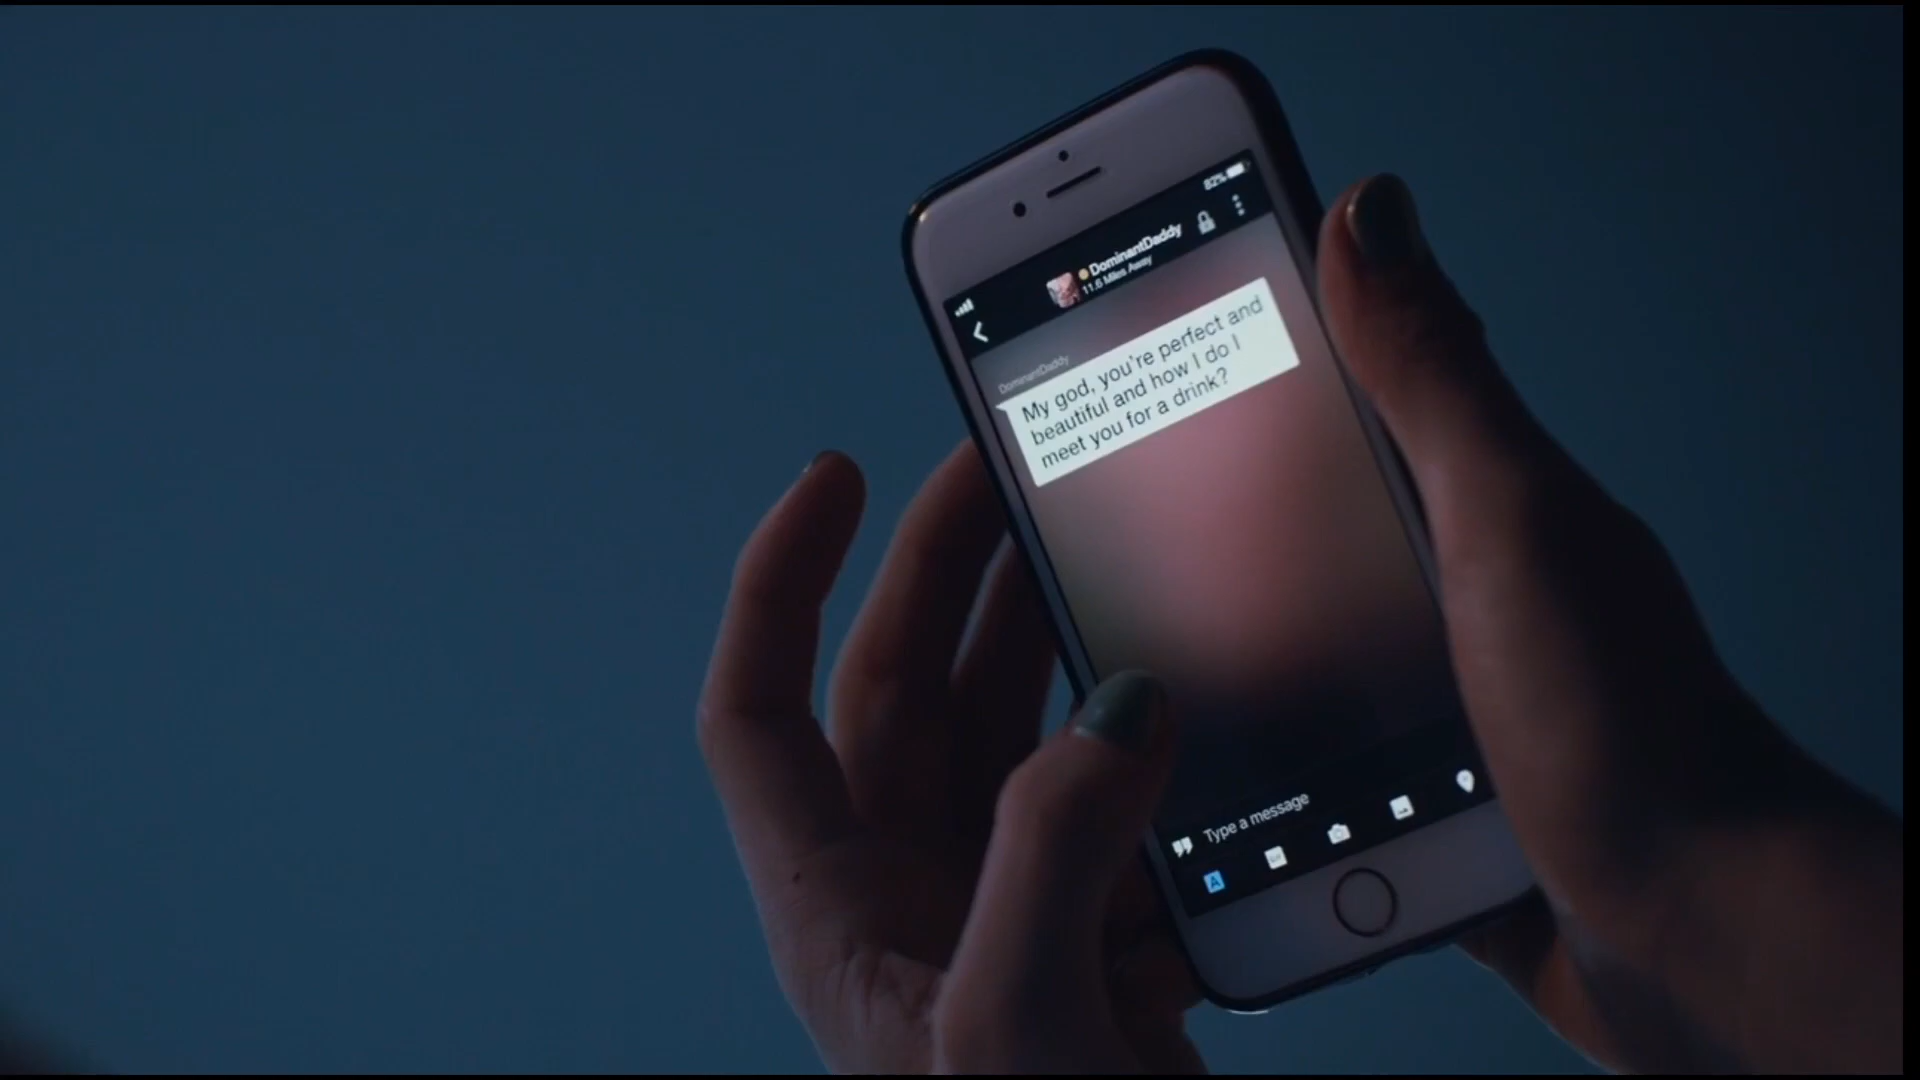 82%
DominantDaddy
11.6 Miles Away
DominantDaddy
My god, you're perfect and
beautiful and how I do I
meet you for a drink?
Type a message
A